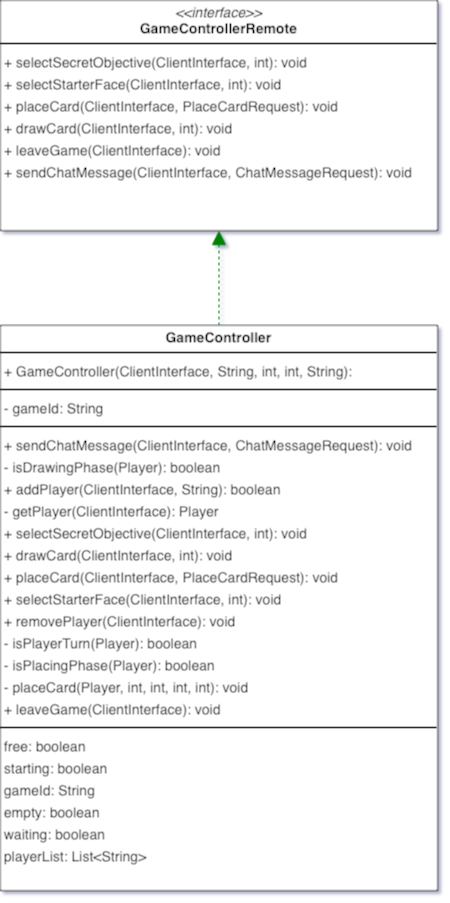 <<interface>>
GameControllerRemote
+ selectSecretObjective(ClientInterface, int): void
+ selectStarterFace(ClientInterface, int): void
+ placeCard(ClientInterface, PlaceCardRequest): void
+ drawCard(ClientInterface, int): void
+ leaveGame(ClientInterface): void
+ sendChatMessage(ClientInterface, ChatMessageRequest): void
GameController
+ GameController(ClientInterface, String, int, int, String):
- gameId: String
+ sendChatMessage(ClientInterface, ChatMessageRequest): void
- isDrawingPhase(Player): boolean
+ addPlayer(ClientInterface, String): boolean
- getPlayer(ClientInterface): Player
+ selectSecretObjective(ClientInterface, int): void
+ drawCard(ClientInterface, int): void
+ placeCard(ClientInterface, PlaceCardRequest): void
+ selectStarterFace(ClientInterface, int): void
+ removePlayer(ClientInterface): void
- isPlayerTurn(Player): boolean
- isPlacingPhase(Player): boolean
- placeCard(Player, int, int, int, int): void
+ leaveGame(ClientInterface): void
free: boolean
starting: boolean
gameId: String
empty: boolean
waiting: boolean
playerList: List<String>